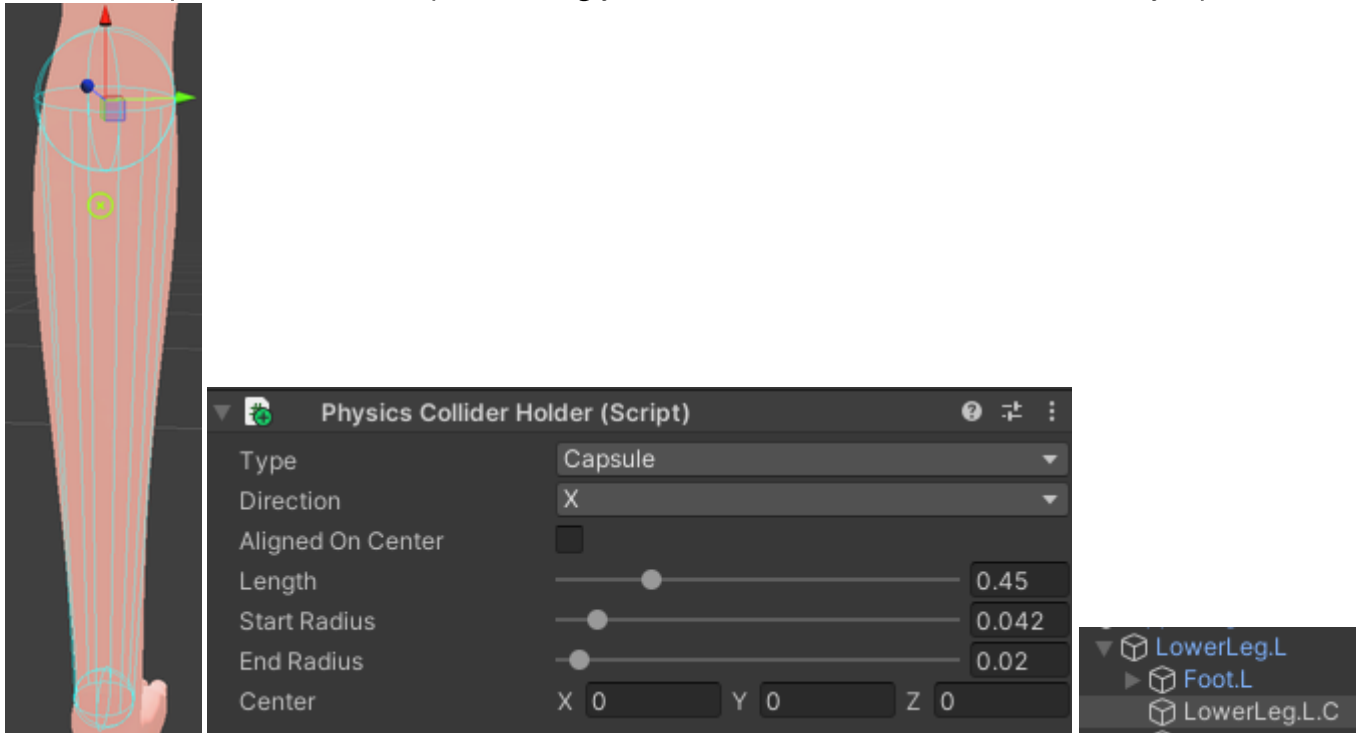 Physics Collider Holder (Script)
Type Capsule
Direction X
Aligned On Center
Length 0.45
Start Radius 0.042
End Radius 0.02
Center X 0 Y 0 Z 0
LowerLeg.L
Foot.L
LowerLeg.L.C